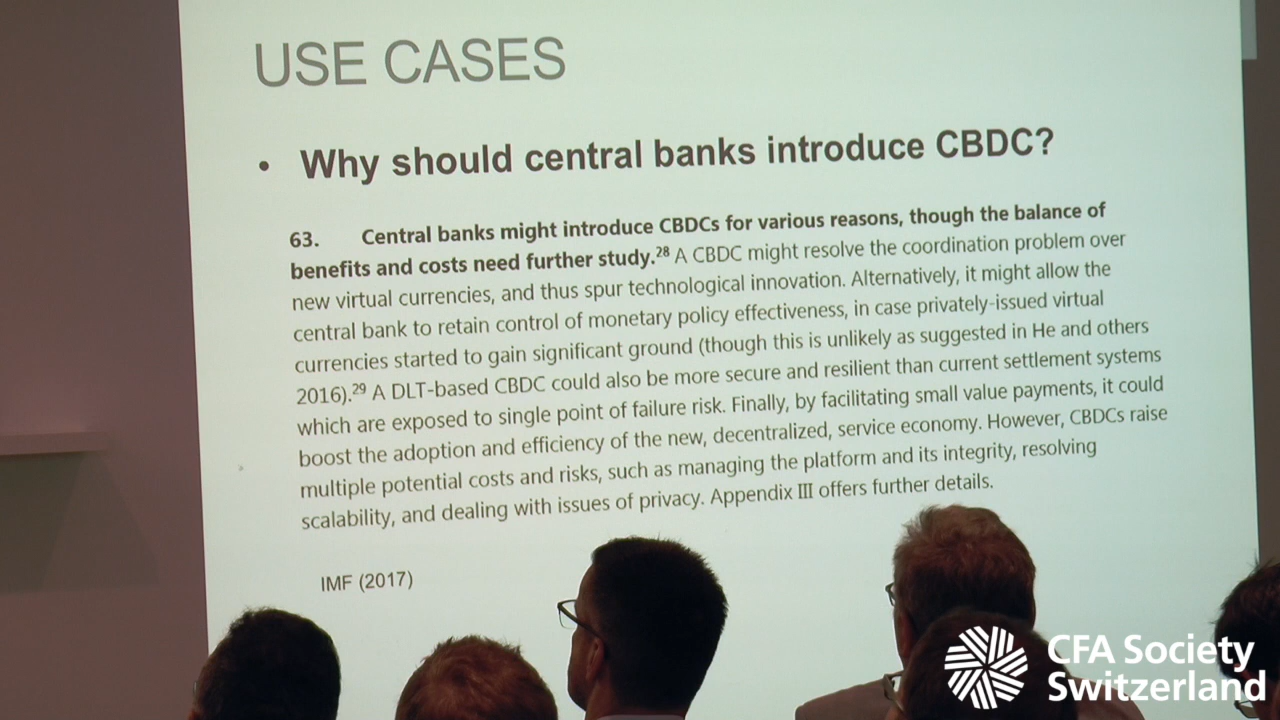 USE CASES
• Why should central banks introduce CBDC?
63. Central banks might introduce CBDCs for various reasons, though the balance of
benefits and costs need further study.²⁸ A CBDC might resolve the coordination problem over
new virtual currencies, and thus spur technological innovation. Alternatively, it might allow the
central bank to retain control of monetary policy effectiveness, in case privately-issued virtual
currencies started to gain significant ground (though this is unlikely as suggested in He and others
2016).²⁹ A DLT-based CBDC could also be more secure and resilient than current settlement systems
which are exposed to single point of failure risk. Finally, by facilitating small value payments, it could
boost the adoption and efficiency of the new, decentralized, service economy. However, CBDCs raise
multiple potential costs and risks, such as managing the platform and its integrity, resolving
scalability, and dealing with issues of privacy. Appendix III offers further details.
IMF (2017)
CFA Society
Switzerland